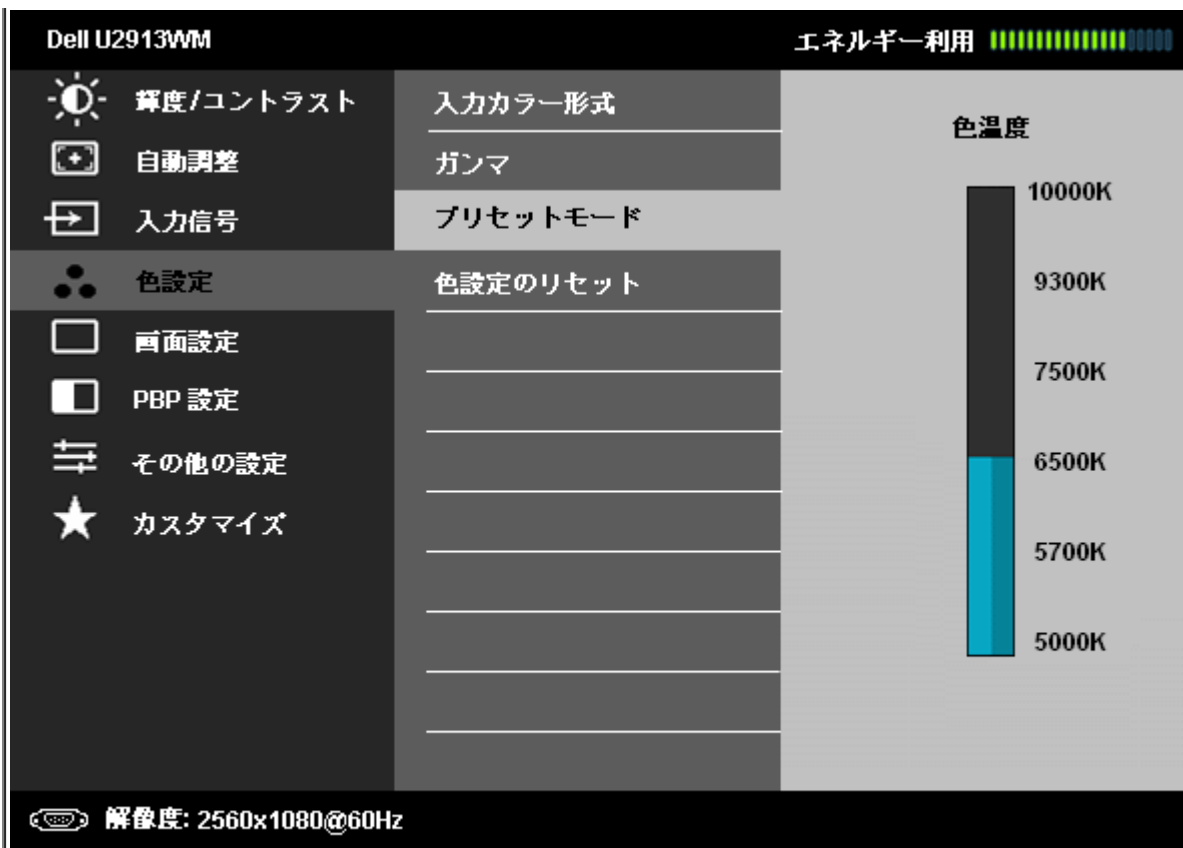 Dell U2913WM
エネルギー利用
輝度/コントラスト
自動調整
入力信号
色設定
画面設定
PBP 設定
その他の設定
カスタマイズ
入力カラー形式
ガンマ
プリセットモード
色設定のリセット
色温度
10000K
9300K
7500K
6500K
5700K
5000K
解像度: 2560x1080@60Hz